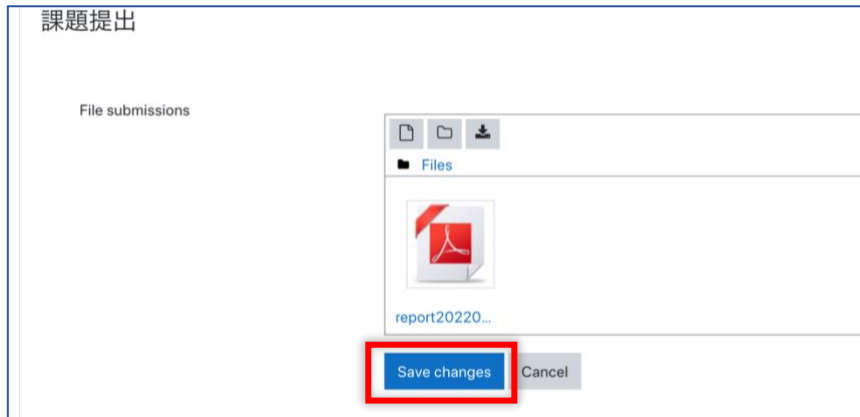 課題提出
File submissions
Files
report20220...
Save changes
Cancel